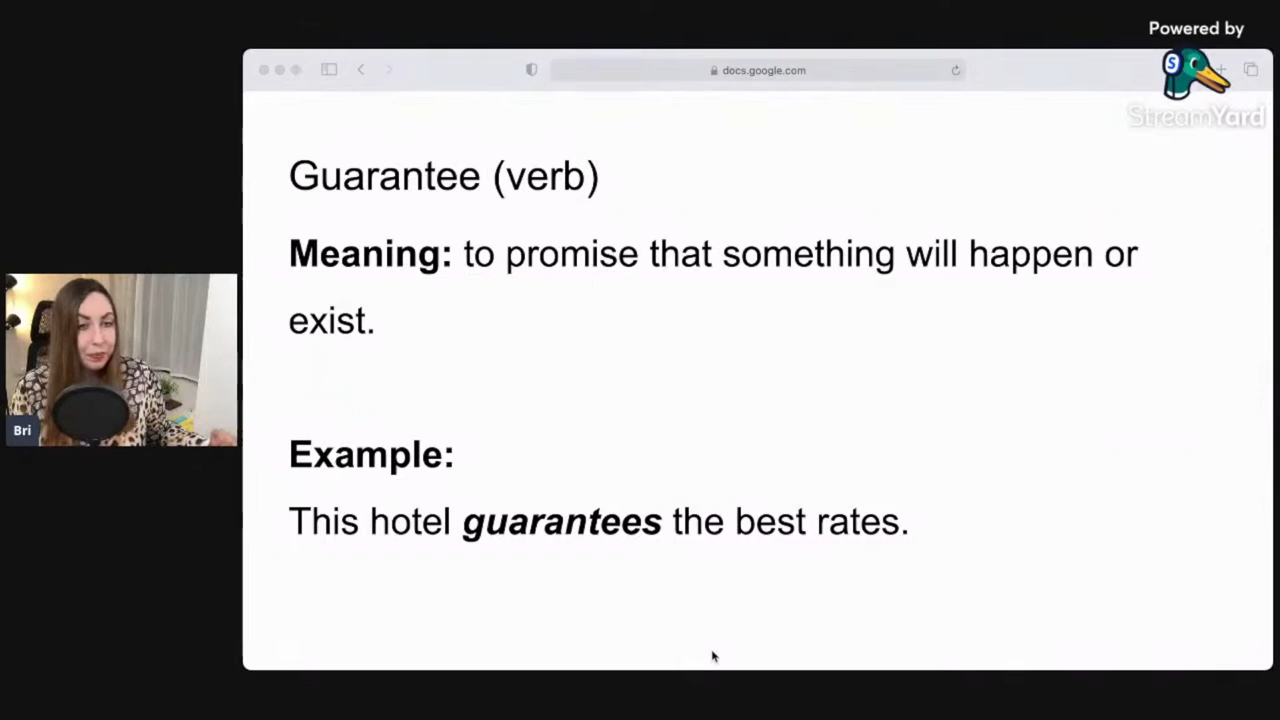 Powered by
docs.google.com
S
StreamYard
Guarantee (verb)
Meaning: to promise that something will happen or
exist.
Bri
Example:
This hotel guarantees the best rates.